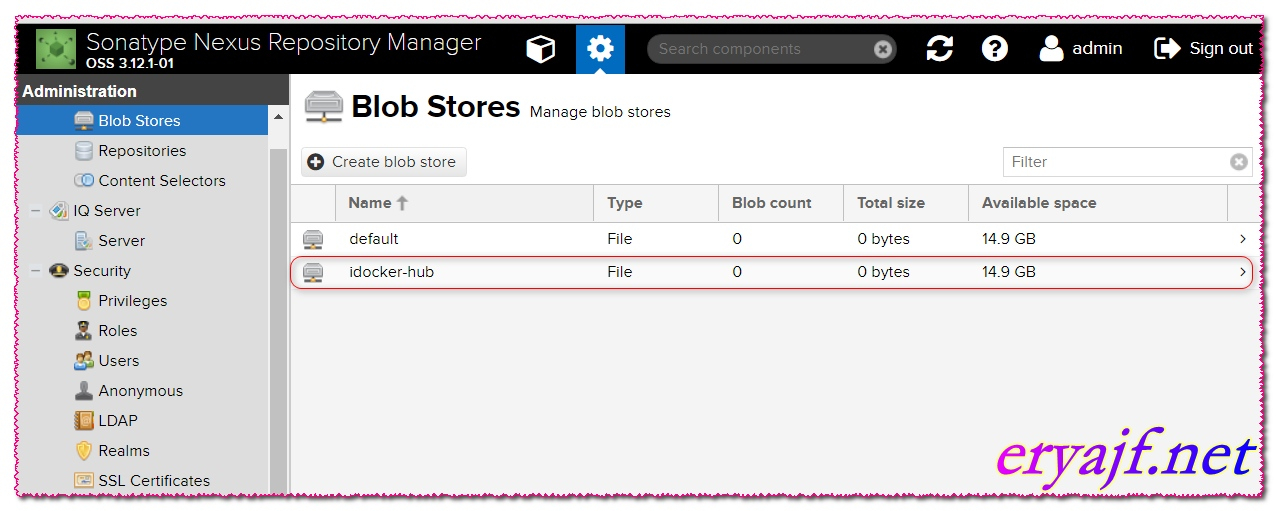 Sonatype Nexus Repository Manager
OSS 3.12.1-01
Search components
admin
Sign out
Administration
Blob Stores
Repositories
Content Selectors
IQ Server
Server
Security
Privileges
Roles
Users
Anonymous
LDAP
Realms
SSL Certificates
Blob Stores Manage blob stores
Create blob store
Filter
Name Type Blob count Total size Available space
default File 0 0 bytes 14.9 GB
idocker-hub File 0 0 bytes 14.9 GB
eryajf.net